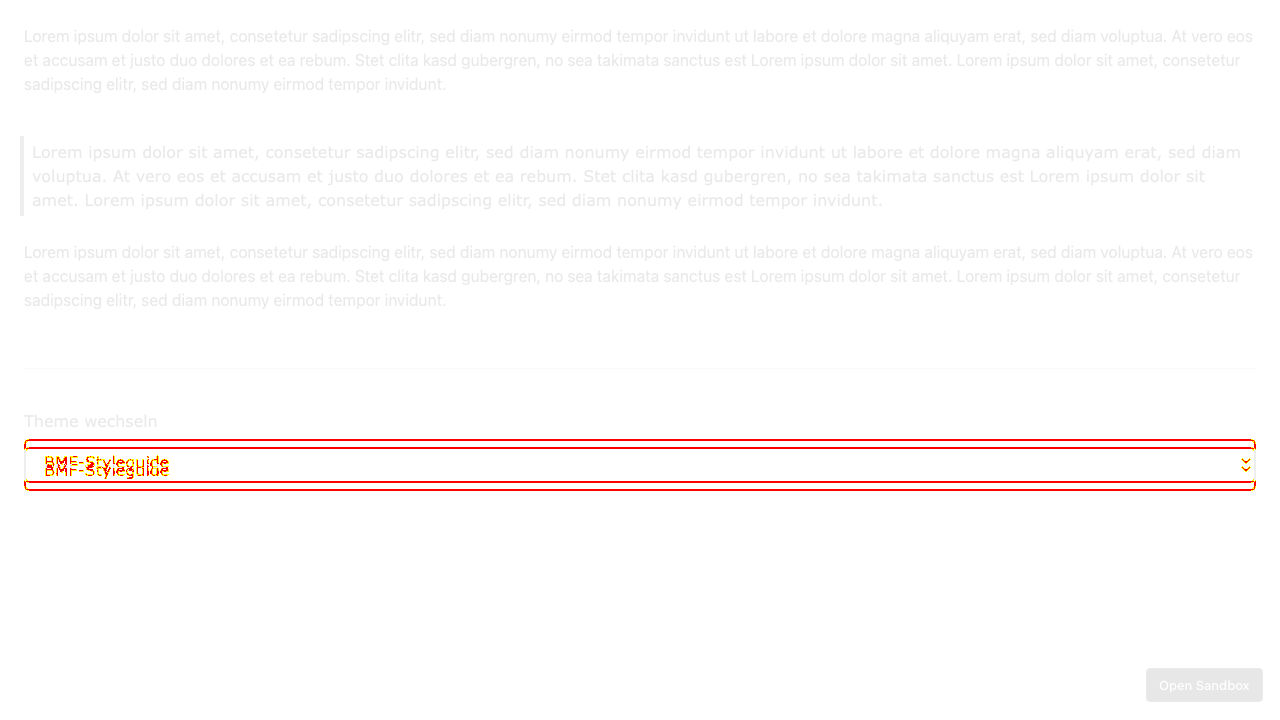 Lorem ipsum dolor sit amet, consetetur sadipscing elitr, sed diam nonumy eirmod tempor invidunt ut labore et dolore magna aliquyam erat, sed diam voluptua. At vero eos
et accusam et justo duo dolores et ea rebum. Stet clita kasd gubergren, no sea takimata sanctus est Lorem ipsum dolor sit amet. Lorem ipsum dolor sit amet, consetetur
sadipscing elitr, sed diam nonumy eirmod tempor invidunt.
Lorem ipsum dolor sit amet, consetetur sadipscing elitr, sed diam nonumy eirmod tempor invidunt ut labore et dolore magna aliquyam erat, sed diam
voluptua. At vero eos et accusam et justo duo dolores et ea rebum. Stet clita kasd gubergren, no sea takimata sanctus est Lorem ipsum dolor sit
amet. Lorem ipsum dolor sit amet, consetetur sadipscing elitr, sed diam nonumy eirmod tempor invidunt.
Lorem ipsum dolor sit amet, consetetur sadipscing elitr, sed diam nonumy eirmod tempor invidunt ut labore et dolore magna aliquyam erat, sed diam voluptua. At vero eos
et accusam et justo duo dolores et ea rebum. Stet clita kasd gubergren, no sea takimata sanctus est Lorem ipsum dolor sit amet. Lorem ipsum dolor sit amet, consetetur
sadipscing elitr, sed diam nonumy eirmod tempor invidunt.
Theme wechseln
BMF-Styleguide
BMF-Styleguide
Open Sandbox